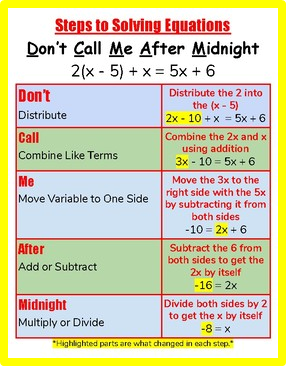 Steps to Solving Equations
Don't Call Me After Midnight
2(x - 5) + x = 5x + 6
Don't
Distribute
Distribute the 2 into
the (x - 5)
2x - 10 + x = 5x + 6
Call
Combine Like Terms
Combine the 2x and x
using addition
3x - 10 = 5x + 6
Me
Move Variable to One Side
Move the 3x to the
right side with the 5x
by subtracting it from
both sides
-10 = 2x + 6
After
Add or Subtract
Subtract the 6 from
both sides to get the
2x by itself
-16 = 2x
Midnight
Multiply or Divide
Divide both sides by 2
to get the x by itself
-8 = x
*Highlighted parts are what changed in each step.*